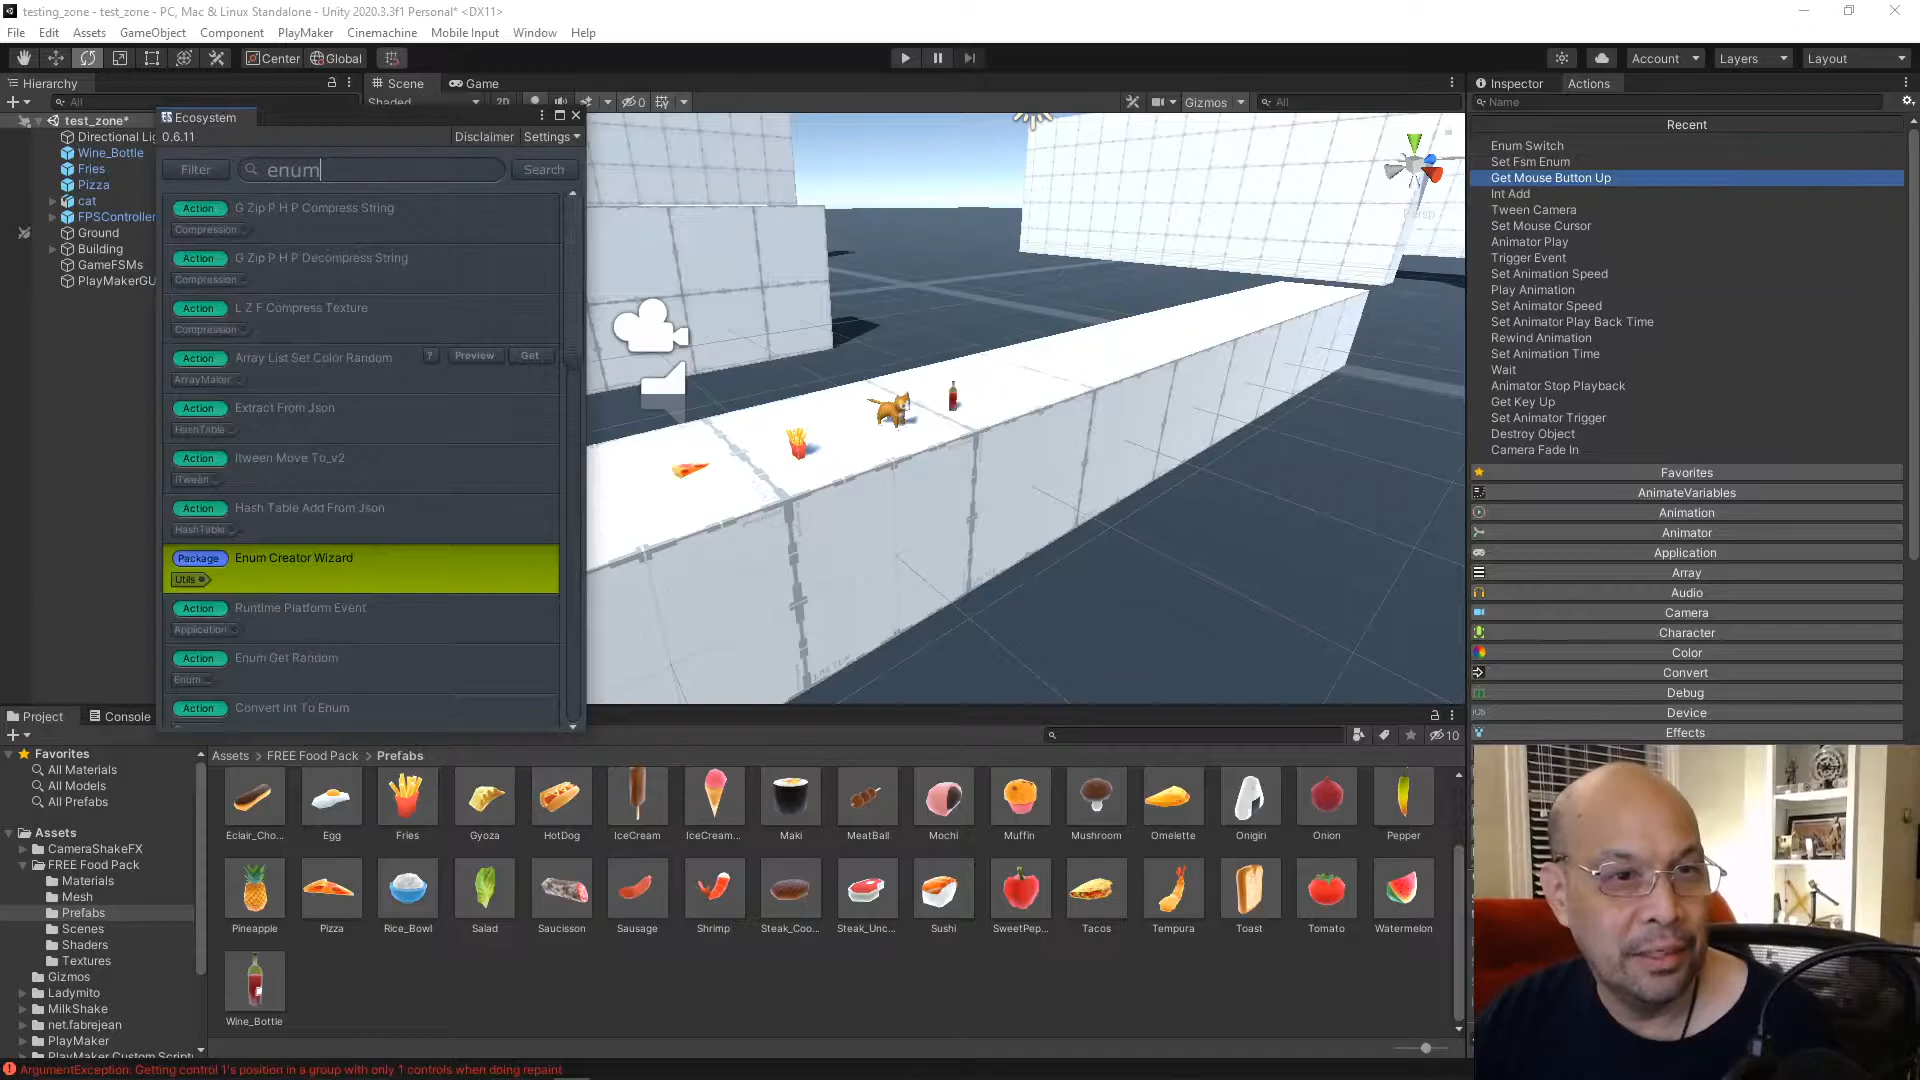 testing_zone - test_zone - PC, Mac & Linux Standalone - Unity 2020.3.3f1 Personal* <DX11>
File Edit Assets GameObject Component PlayMaker Cinemachine Mobile Input Window Help
Center Global Account Layers Layout
Hierarchy Scene Game Inspector Actions
All Shaded 2D 0 Gizmos All Name
Recent
test_zone*
Directional Lig
Wine_Bottle
Fries
Pizza
cat
FPSController
Ground
Building
GameFSMs
PlayMakerGU
Ecosystem
0.6.11 Disclaimer Settings
Filter enum Search
Action G Zip P H P Compress String
Compression
Action G Zip P H P Decompress String
Compression
Action L Z F Compress Texture
Compression
Action Array List Set Color Random ? Preview Get
ArrayMaker
Action Extract From Json
HashTable
Action Itween Move To_v2
iTween
Action Hash Table Add From Json
HashTable
Package Enum Creator Wizard
Utils
Action Runtime Platform Event
Application
Action Enum Get Random
Enum
Action Convert Int To Enum
Persp
Enum Switch
Set Fsm Enum
Get Mouse Button Up
Int Add
Tween Camera
Set Mouse Cursor
Animator Play
Trigger Event
Set Animation Speed
Play Animation
Set Animator Speed
Set Animator Play Back Time
Rewind Animation
Set Animation Time
Wait
Animator Stop Playback
Get Key Up
Set Animator Trigger
Destroy Object
Camera Fade In
Favorites
AnimateVariables
Animation
Animator
Application
Array
Audio
Camera
Character
Color
Convert
Debug
iOS Device
Effects
Project Console
10
Favorites
All Materials
All Models
All Prefabs
Assets
CameraShakeFX
FREE Food Pack
Materials
Mesh
Prefabs
Scenes
Shaders
Textures
Gizmos
Ladymito
MilkShake
net.fabrejean
PlayMaker
PlayMaker Custom Script
Assets FREE Food Pack Prefabs
Eclair_Cho... Egg Fries Gyoza HotDog IceCream IceCream... Maki MeatBall Mochi Muffin Mushroom Omelette Onigiri Onion Pepper
Pineapple Pizza Rice_Bowl Salad Saucisson Sausage Shrimp Steak_Coo... Steak_Unc... Sushi SweetPep... Tacos Tempura Toast Tomato Watermelon
Wine_Bottle
ArgumentException: Getting control 1's position in a group with only 1 controls when doing repaint